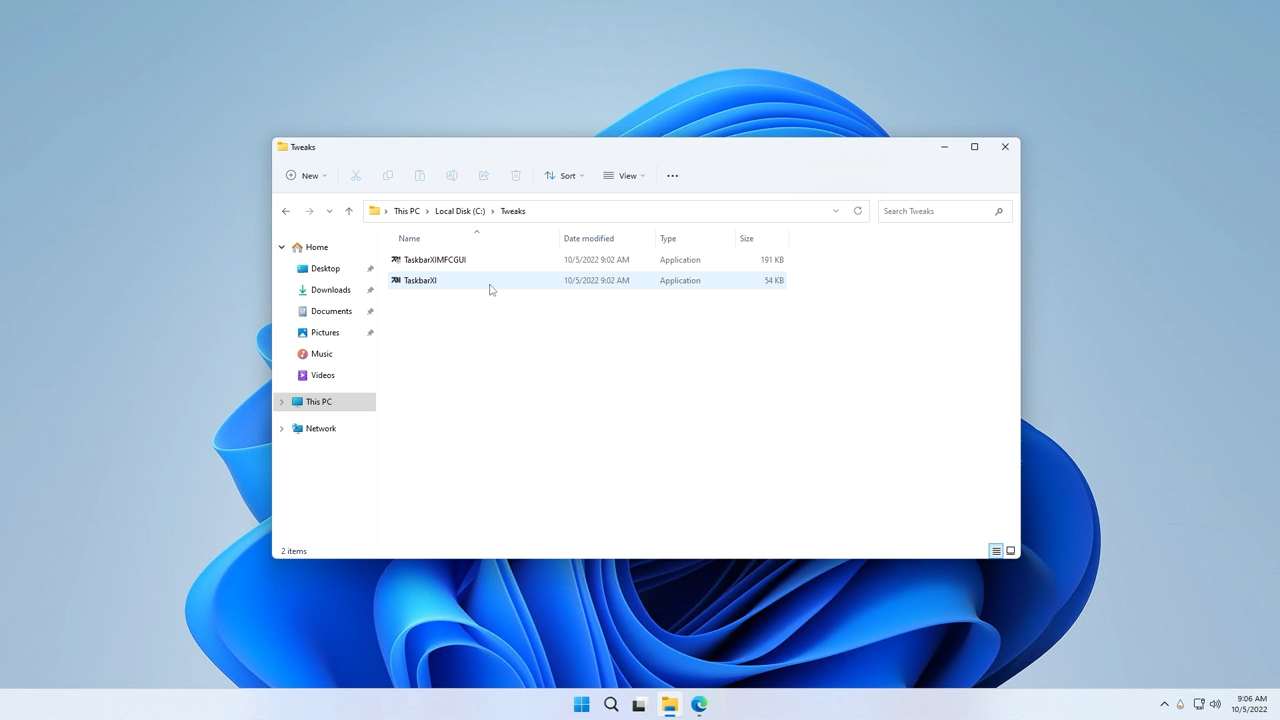 Tweaks
New
Sort
View
This PC > Local Disk (C:) > Tweaks
Search Tweaks
Name
Date modified
Type
Size
TaskbarXIMFCGUI 10/5/2022 9:02 AM Application 191 KB
TaskbarXI 10/5/2022 9:02 AM Application 54 KB
Home
Desktop
Downloads
Documents
Pictures
Music
Videos
This PC
Network
2 items
9:06 AM
10/5/2022